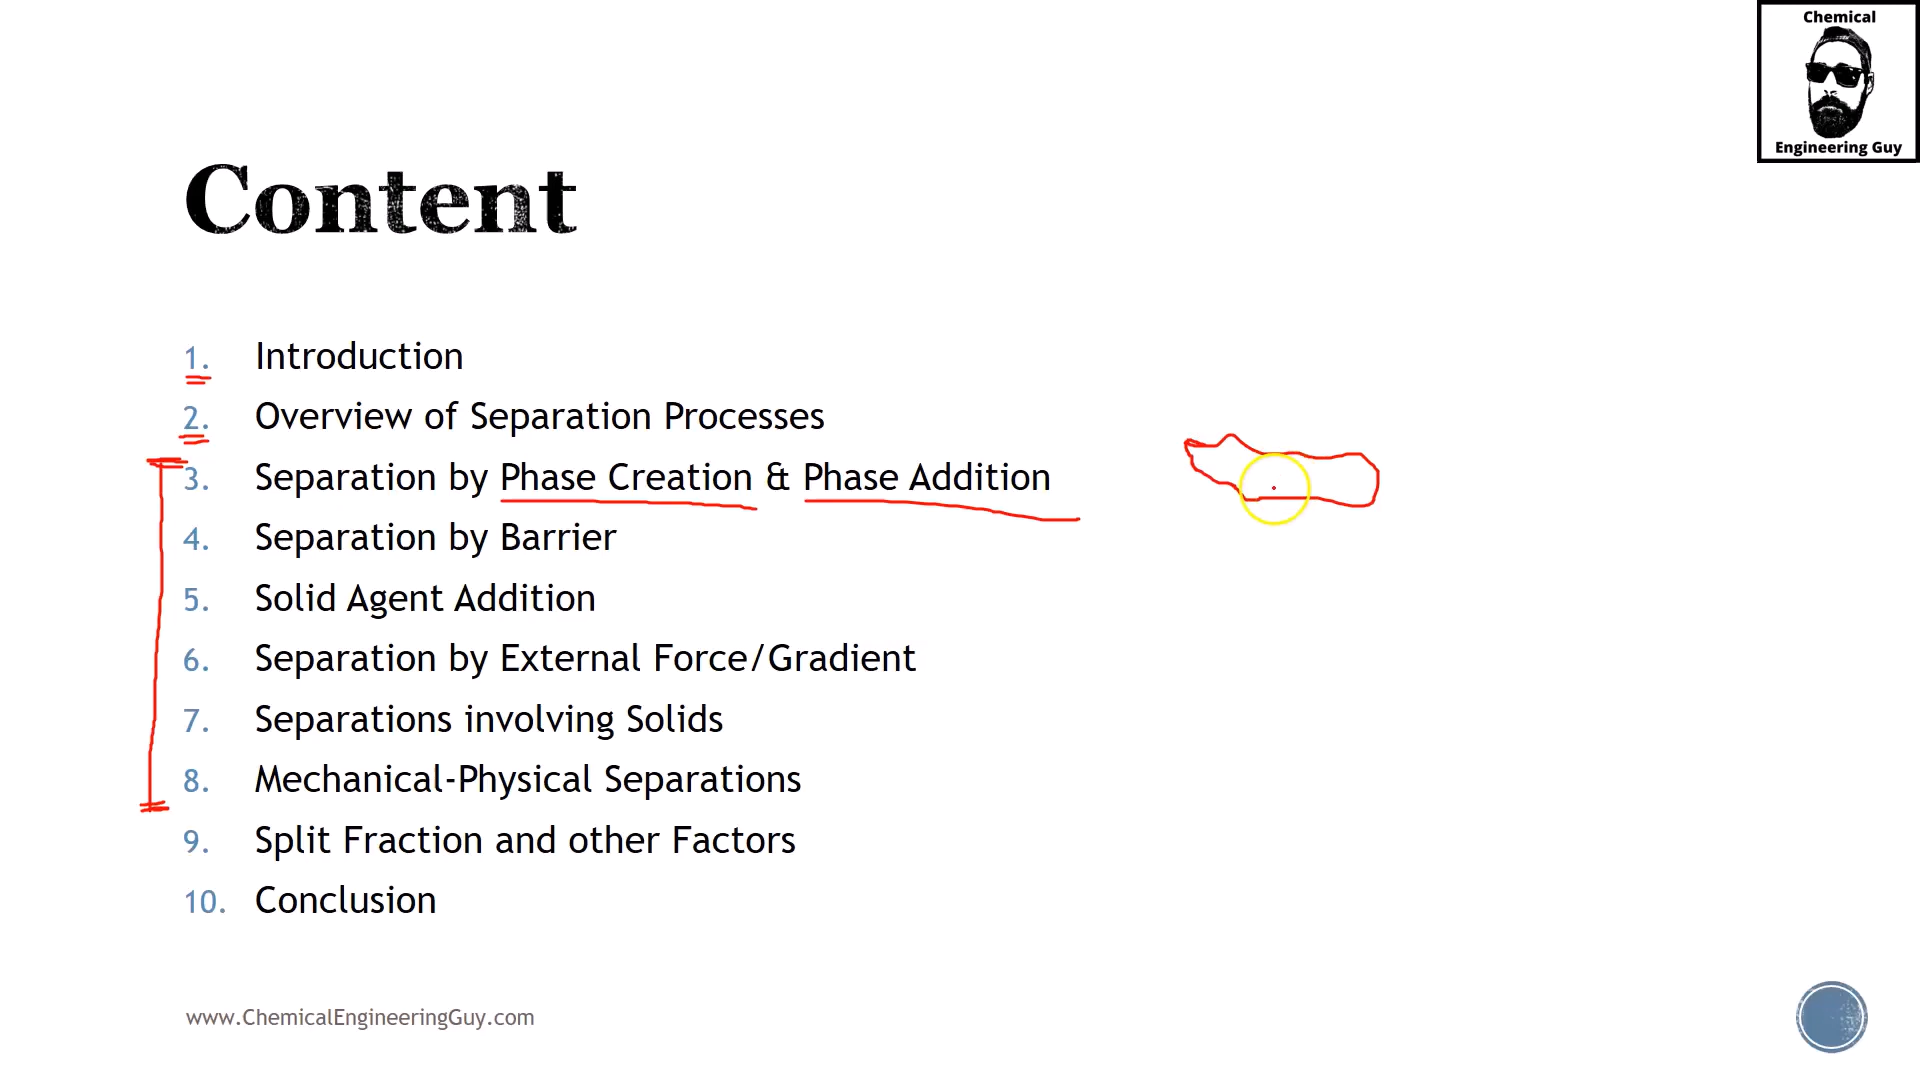 Chemical
Engineering Guy
Content
1. Introduction
2. Overview of Separation Processes
3. Separation by Phase Creation & Phase Addition
4. Separation by Barrier
5. Solid Agent Addition
6. Separation by External Force/Gradient
7. Separations involving Solids
8. Mechanical-Physical Separations
9. Split Fraction and other Factors
10. Conclusion
www.ChemicalEngineeringGuy.com